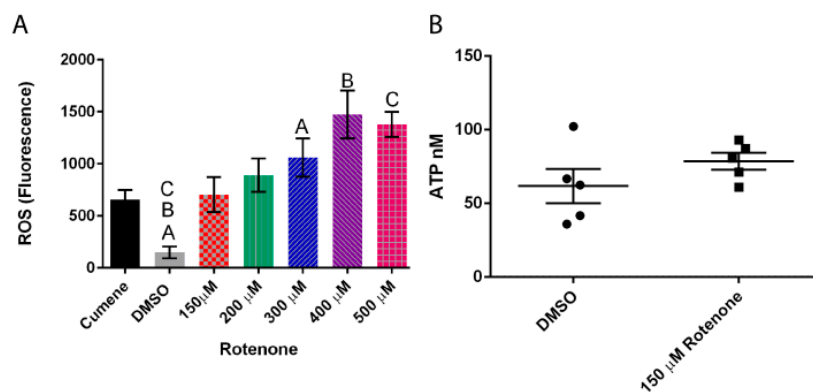 A
2000
1500
1000
500
0
ROS (Fluorescence)
C
B
A
A
B
C
Cumene
DMSO
150μM
200 μM
300 μM
400 μM
500 μM
Rotenone
B
150
100
50
0
ATP nM
DMSO
150 μM Rotenone